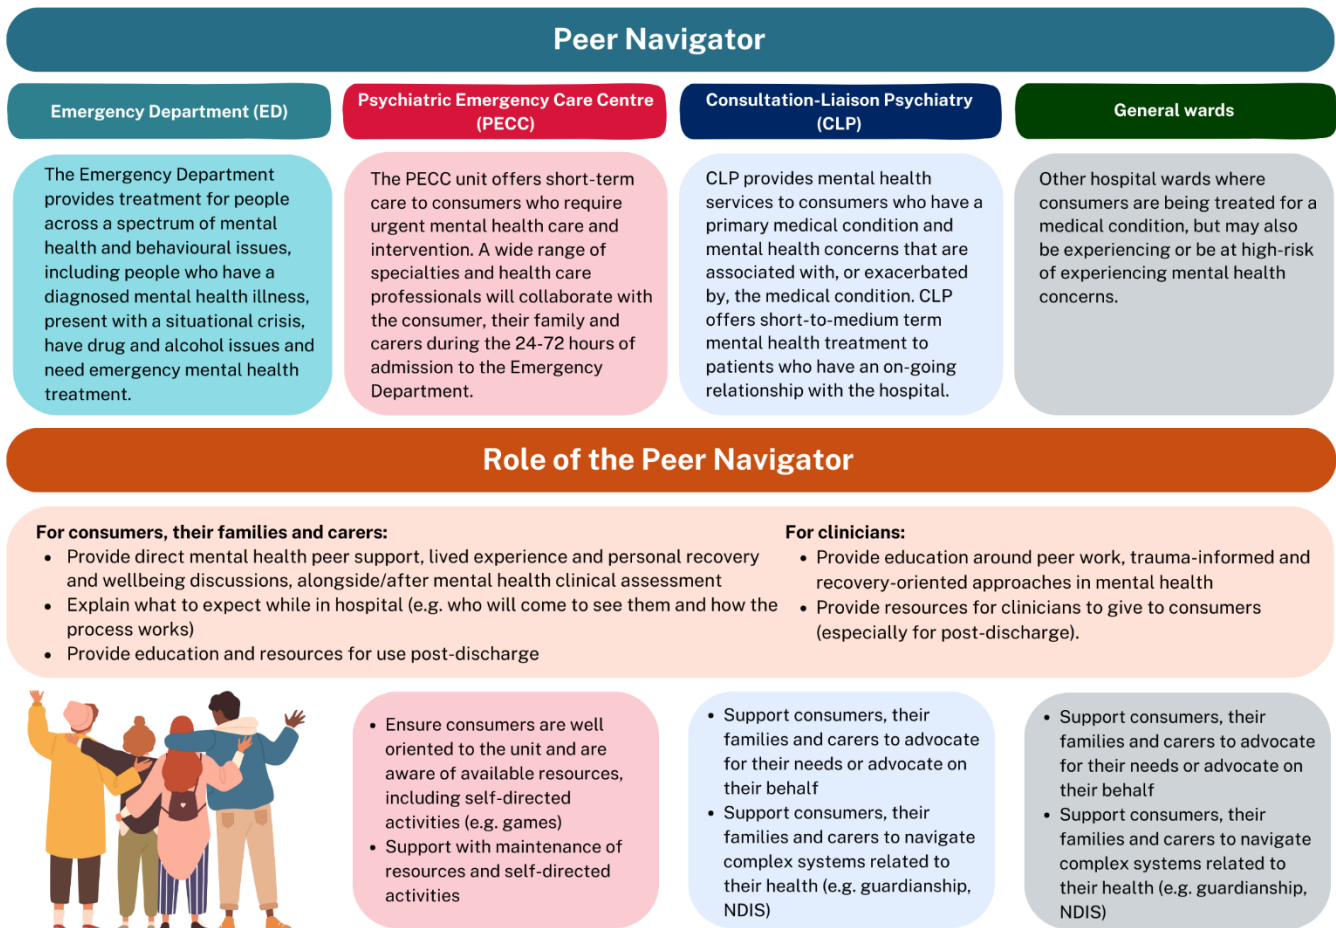 Peer Navigator
Emergency Department (ED)
The Emergency Department
provides treatment for people
across a spectrum of mental
health and behavioural issues,
including people who have a
diagnosed mental health illness,
present with a situational crisis,
have drug and alcohol issues and
need emergency mental health
treatment.
Psychiatric Emergency Care Centre
(PECC)
The PECC unit offers short-term
care to consumers who require
urgent mental health care and
intervention. A wide range of
specialties and health care
professionals will collaborate with
the consumer, their family and
carers during the 24-72 hours of
admission to the Emergency
Department.
Consultation-Liaison Psychiatry
(CLP)
CLP provides mental health
services to consumers who have a
primary medical condition and
mental health concerns that are
associated with, or exacerbated
by, the medical condition. CLP
offers short-to-medium term
mental health treatment to
patients who have an on-going
relationship with the hospital.
General wards
Other hospital wards where
consumers are being treated for a
medical condition, but may also
be experiencing or be at high-risk
of experiencing mental health
concerns.
Role of the Peer Navigator
For consumers, their families and carers:
• Provide direct mental health peer support, lived experience and personal recovery
and wellbeing discussions, alongside/after mental health clinical assessment
• Explain what to expect while in hospital (e.g. who will come to see them and how the
process works)
• Provide education and resources for use post-discharge
For clinicians:
• Provide education around peer work, trauma-informed and
recovery-oriented approaches in mental health
• Provide resources for clinicians to give to consumers
(especially for post-discharge).
• Ensure consumers are well
oriented to the unit and are
aware of available resources,
including self-directed
activities (e.g. games)
• Support with maintenance of
resources and self-directed
activities
• Support consumers, their
families and carers to advocate
for their needs or advocate on
their behalf
• Support consumers, their
families and carers to navigate
complex systems related to
their health (e.g. guardianship,
NDIS)
• Support consumers, their
families and carers to advocate
for their needs or advocate on
their behalf
• Support consumers, their
families and carers to navigate
complex systems related to
their health (e.g. guardianship,
NDIS)